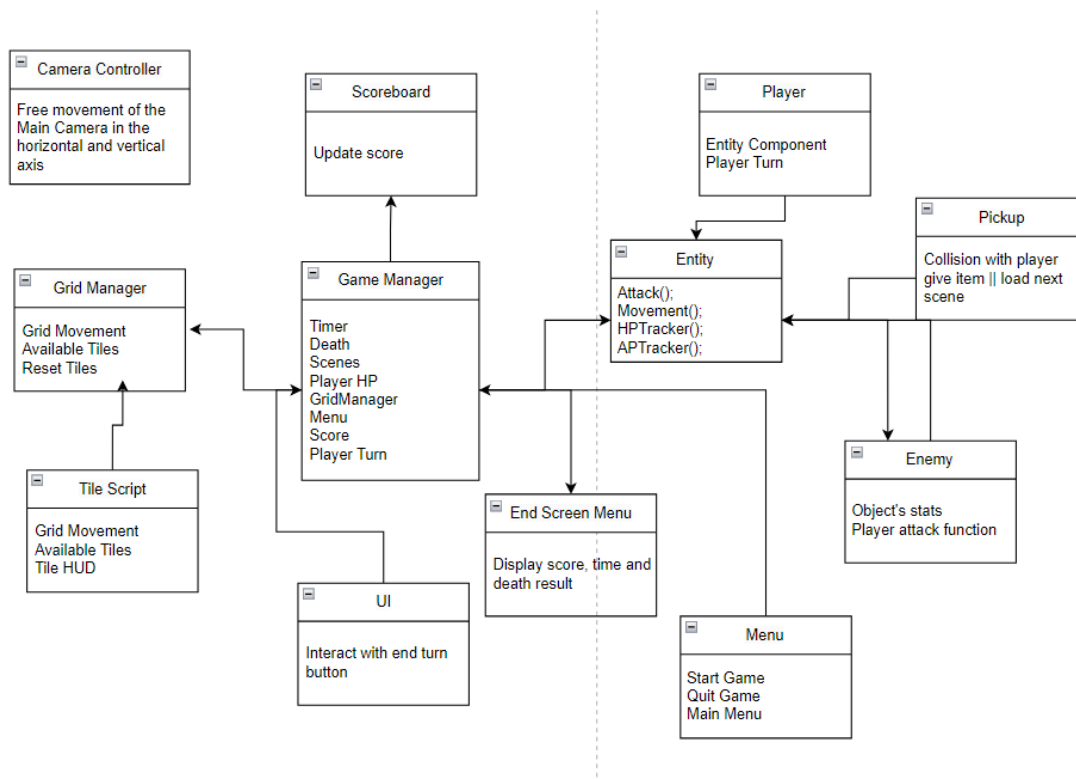 Camera Controller
Free movement of the
Main Camera in the
horizontal and vertical
axis
Scoreboard
Update score
Player
Entity Component
Player Turn
Pickup
Collision with player
give item || load next
scene
Entity
Attack();
Movement();
HPTracker();
APTracker();
Game Manager
Timer
Death
Scenes
Player HP
GridManager
Menu
Score
Player Turn
Grid Manager
Grid Movement
Available Tiles
Reset Tiles
Tile Script
Grid Movement
Available Tiles
Tile HUD
End Screen Menu
Display score, time and
death result
Enemy
Object's stats
Player attack function
UI
Interact with end turn
button
Menu
Start Game
Quit Game
Main Menu